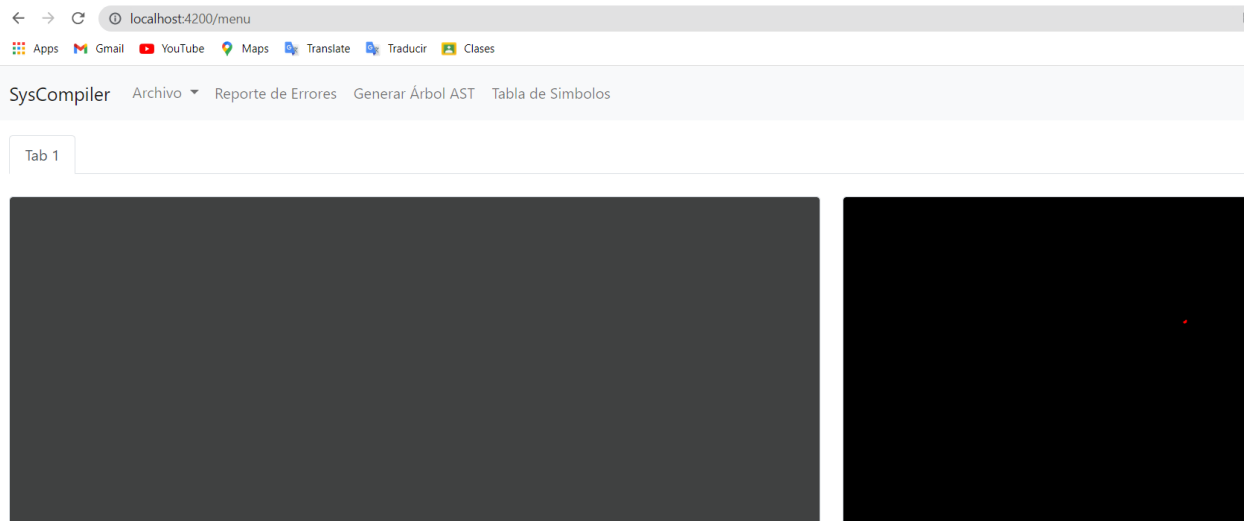 localhost:4200/menu
Apps Gmail YouTube Maps Translate Traducir Clases
SysCompiler Archivo Reporte de Errores Generar Árbol AST Tabla de Simbolos
Tab 1